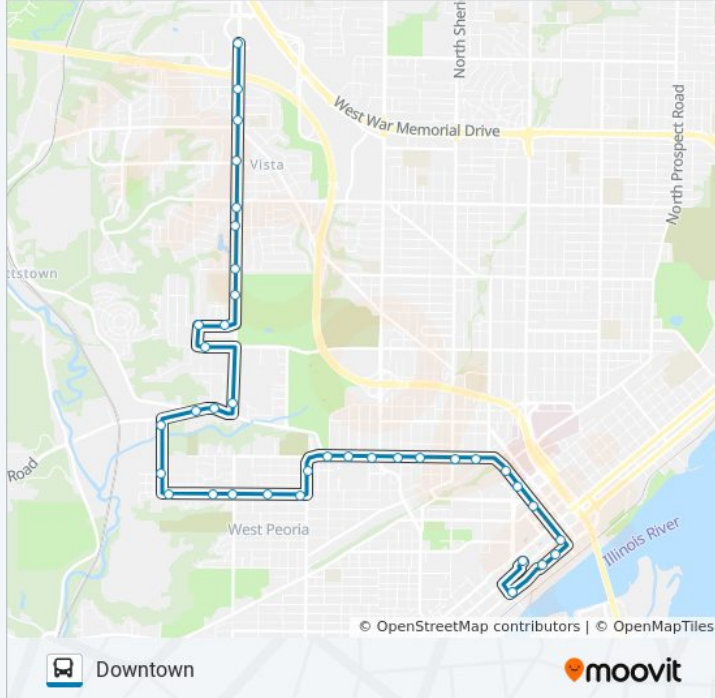 North Sheri
West War Memorial Drive
North Prospect Road
Vista
ttstown
Road
West Peoria
Illinois River
© OpenStreetMap contributors | © OpenMapTiles
Downtown
moovit